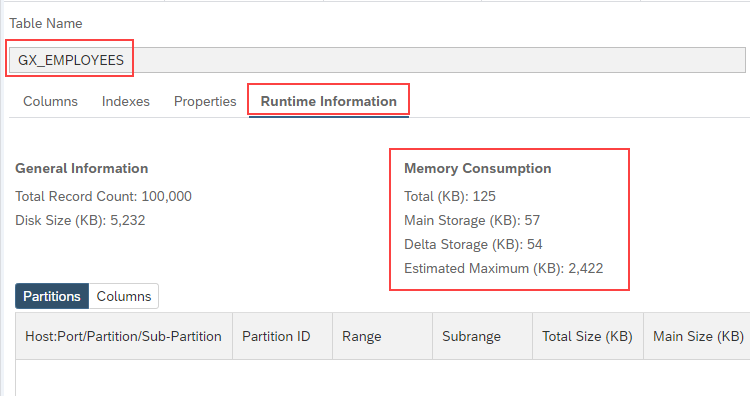 Table Name
GX_EMPLOYEES
Columns Indexes Properties Runtime Information
General Information
Total Record Count: 100,000
Disk Size (KB): 5,232
Memory Consumption
Total (KB): 125
Main Storage (KB): 57
Delta Storage (KB): 54
Estimated Maximum (KB): 2,422
Partitions Columns
Host:Port/Partition/Sub-Partition Partition ID Range Subrange Total Size (KB) Main Size (KB)